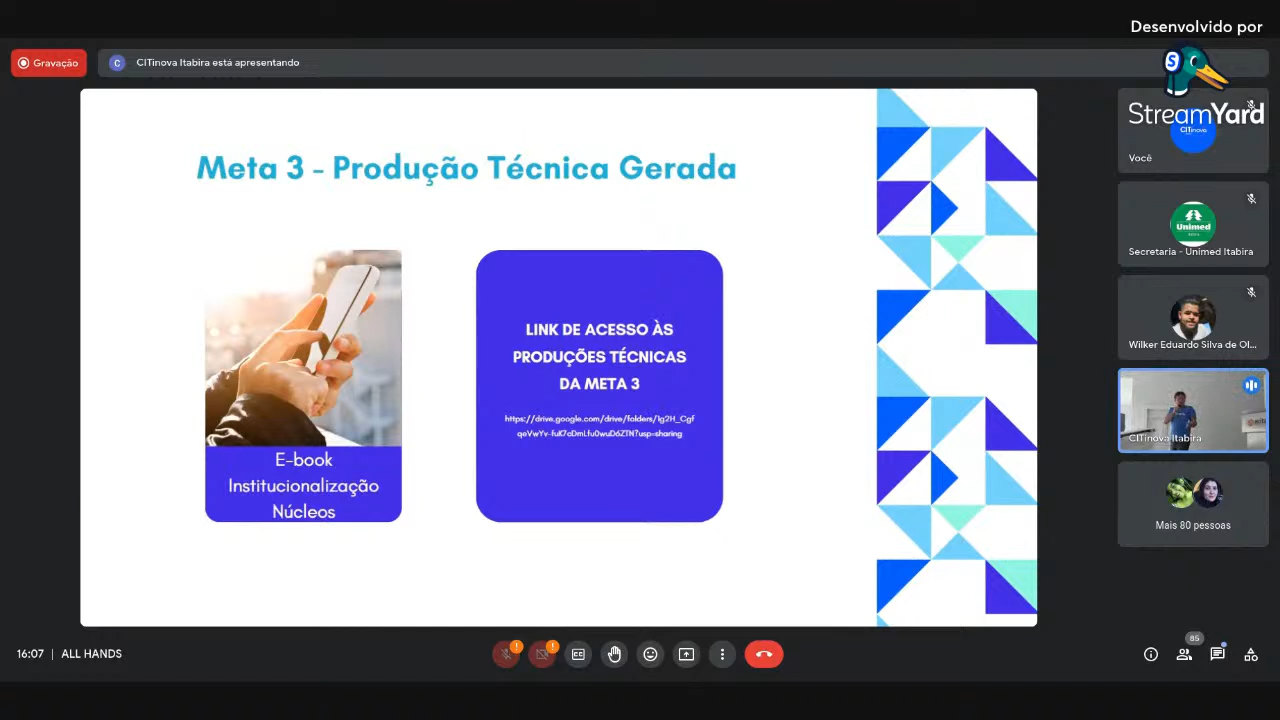 Desenvolvido por
StreamYard
Gravação
C
CITinova Itabira está apresentando
Meta 3 - Produção Técnica Gerada
E-book
Institucionalização
Núcleos
LINK DE ACESSO ÀS
PRODUÇÕES TÉCNICAS
DA META 3
CITinova
Você
Unimed
Secretaria - Unimed Itabira
Wilker Eduardo Silva de Ol...
CITinova Itabira
Mais 80 pessoas
16:07 | ALL HANDS
85